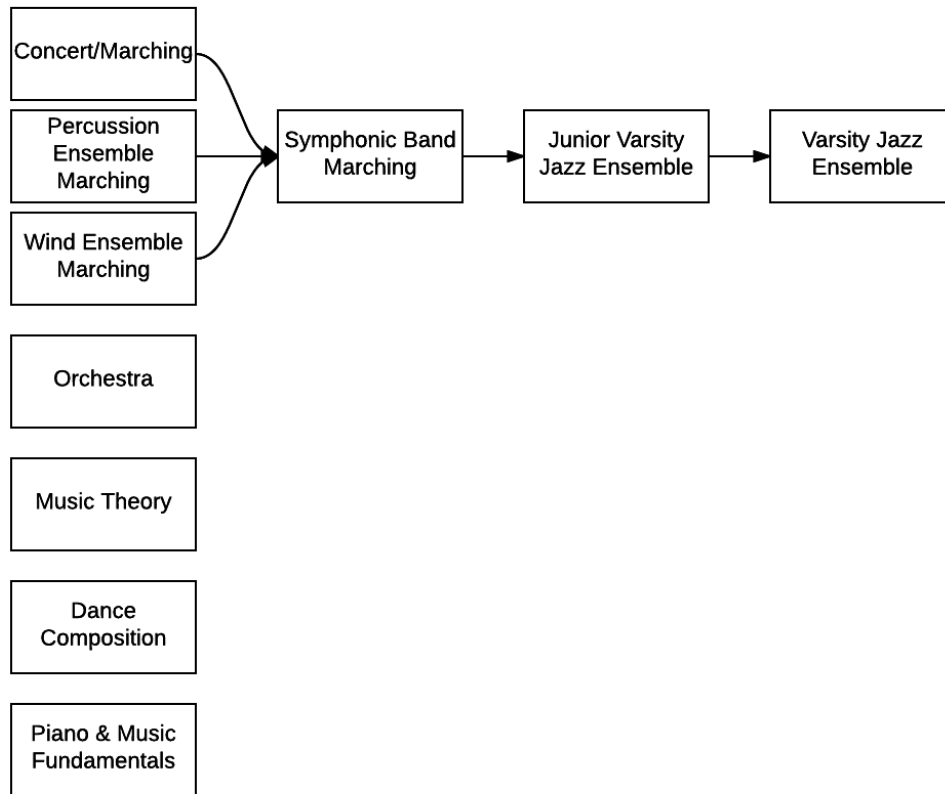 Concert/Marching
Percussion
Ensemble
Marching
Wind Ensemble
Marching
Symphonic Band
Marching
Junior Varsity
Jazz Ensemble
Varsity Jazz
Ensemble
Orchestra
Music Theory
Dance
Composition
Piano & Music
Fundamentals